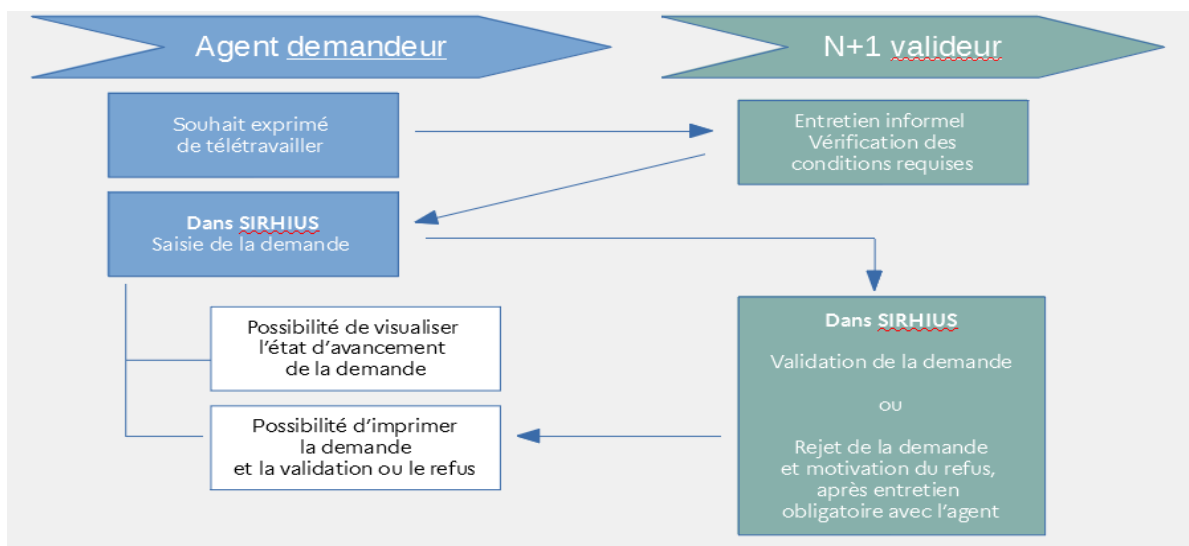 Agent demandeur
N+1 valideur
Souhait exprimé
de télétravailler
Entretien informel
Vérification des
conditions requises
Dans SIRHIUS
Saisie de la demande
Possibilité de visualiser
l'état d'avancement
de la demande
Possibilité d'imprimer
la demande
et la validation ou le refus
Dans SIRHIUS
Validation de la demande
ou
Rejet de la demande
et motivation du refus,
après entretien
obligatoire avec l'agent